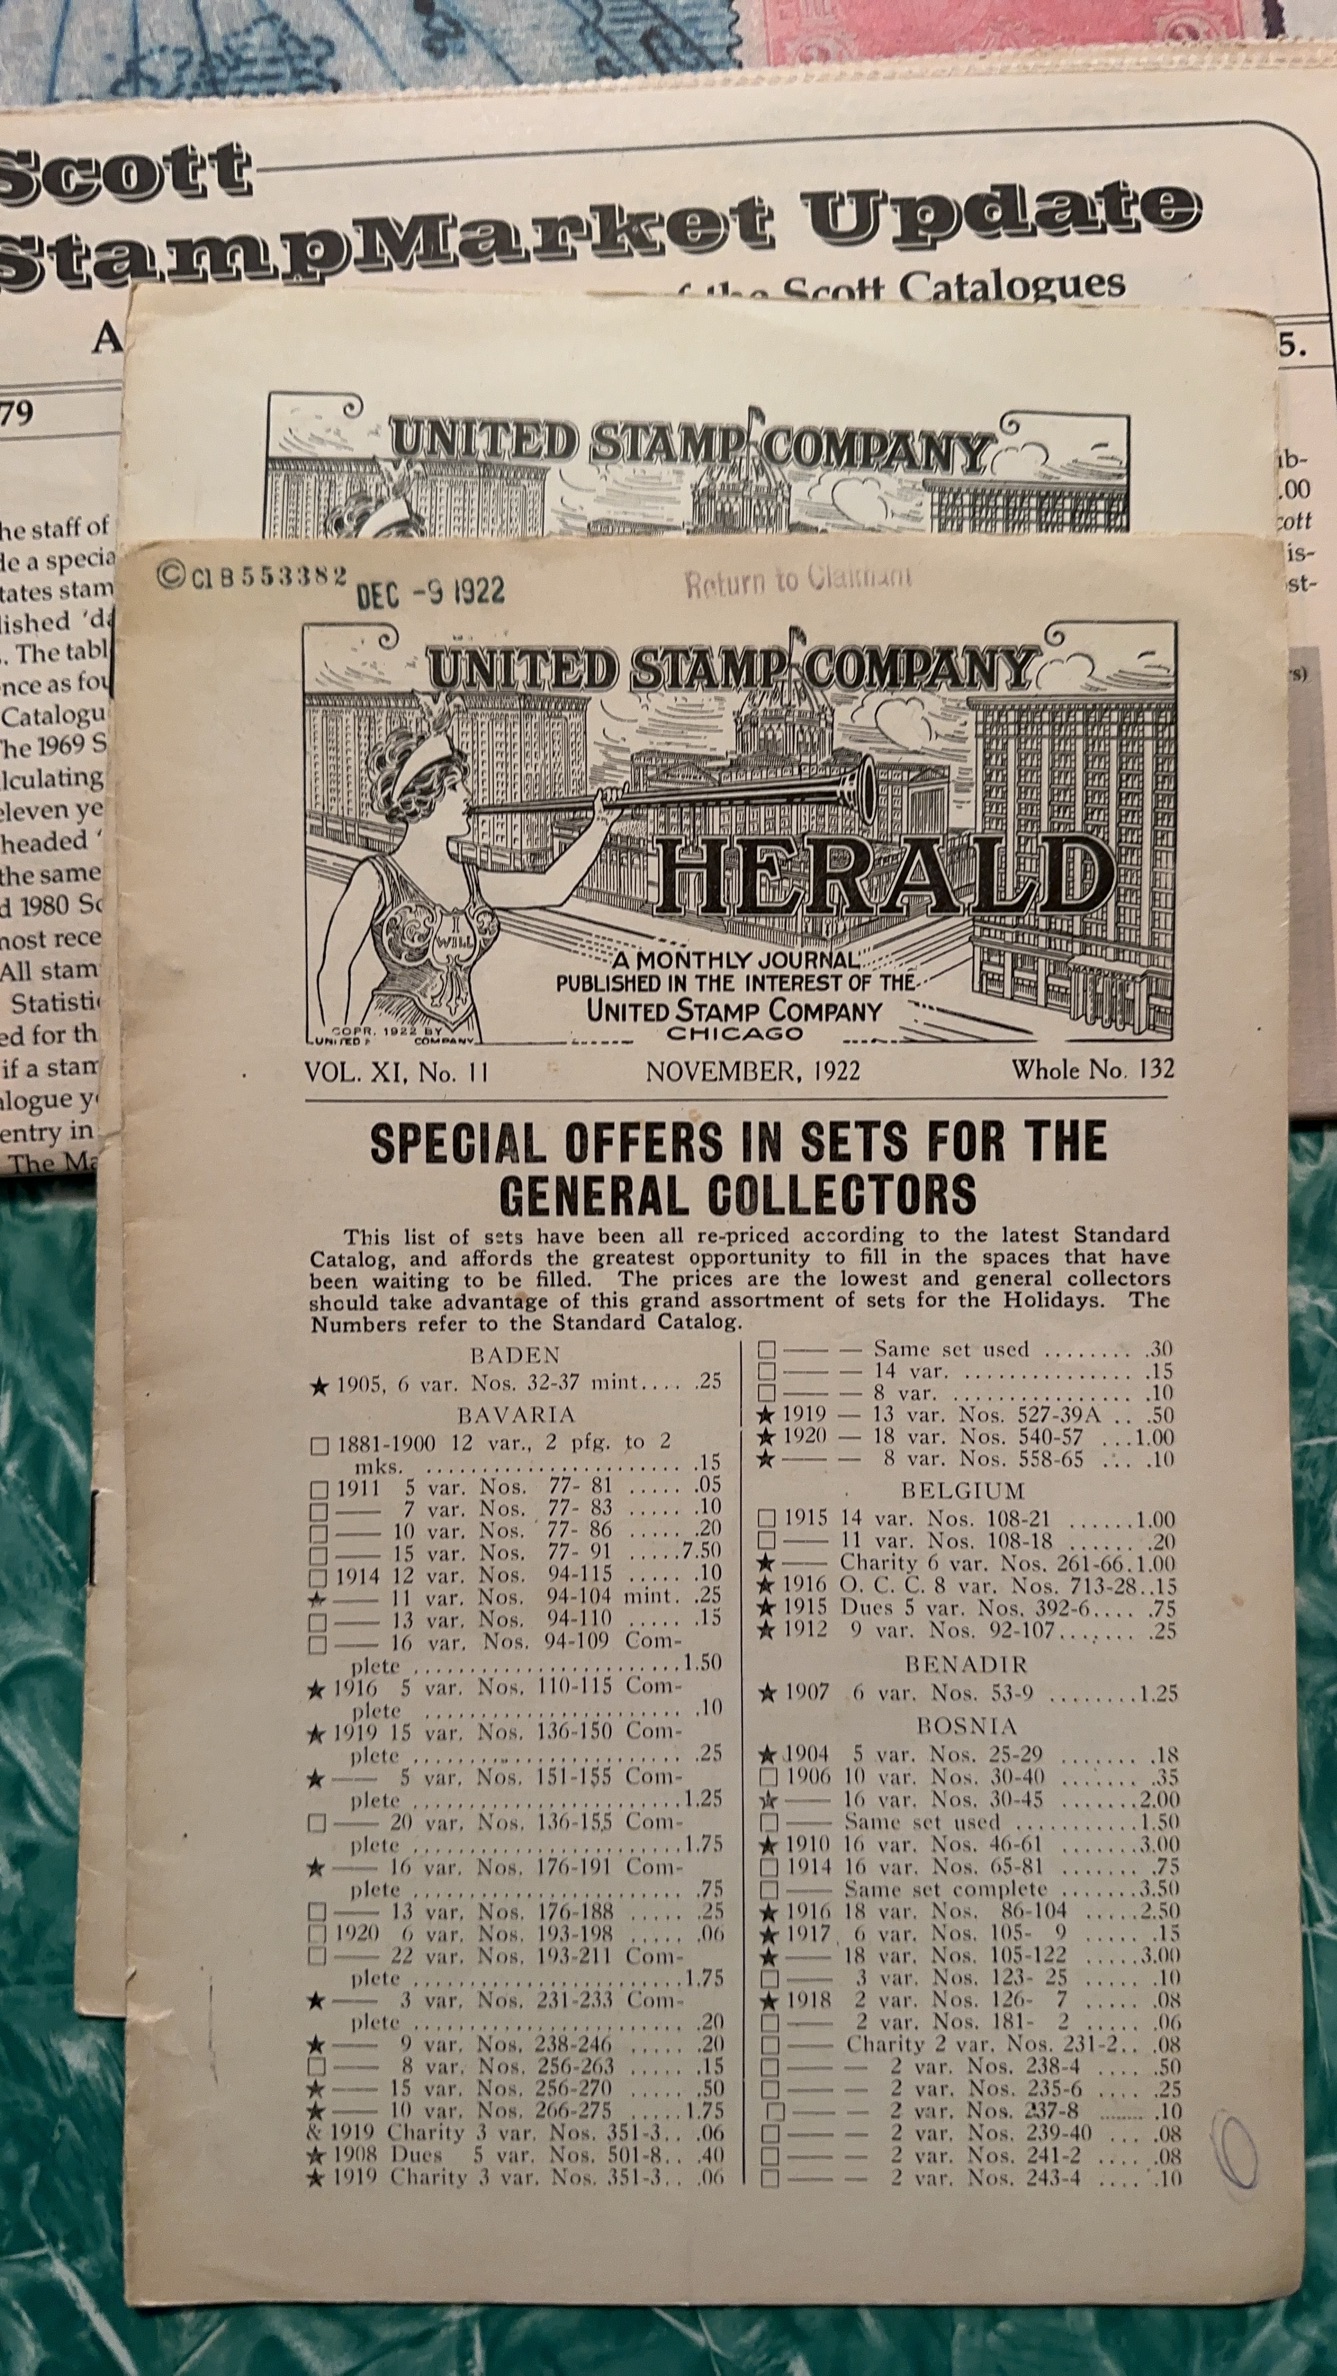 Scott
StampMarket Update
Scott Catalogues
A
5.
79
he staff of
de a specia
tates stam
lished 'da
. The tabl
nce as fou
Catalogu
The 1969 S
lculating
eleven ye
headed '
the same
d 1980 Sc
most rece
All stam
Statisti
ed for th
if a stam
alogue y
entry in
The Ma
ib-
.00
cott
is-
st-
s)
UNITED STAMP COMPANY
© Cl B 553382
DEC -9 1922
Return to Claimant
UNITED STAMP COMPANY
HERALD
I
WILL
A MONTHLY JOURNAL
PUBLISHED IN THE INTEREST OF THE
UNITED STAMP COMPANY
CHICAGO
COPR. 1922 BY
UNITED COMPANY
VOL. XI, No. 11 NOVEMBER, 1922 Whole No. 132
SPECIAL OFFERS IN SETS FOR THE
GENERAL COLLECTORS
This list of sets have been all re-priced according to the latest Standard
Catalog, and affords the greatest opportunity to fill in the spaces that have
been waiting to be filled. The prices are the lowest and general collectors
should take advantage of this grand assortment of sets for the Holidays. The
Numbers refer to the Standard Catalog.
BADEN
★ 1905, 6 var. Nos. 32-37 mint.... .25
BAVARIA
□ 1881-1900 12 var., 2 pfg. to 2
mks. ........................ .15
□ 1911 5 var. Nos. 77- 81 ...... .05
□ —— 7 var. Nos. 77- 83 ...... .10
□ —— 10 var. Nos. 77- 86 ...... .20
□ —— 15 var. Nos. 77- 91 .....7.50
□ 1914 12 var. Nos. 94-115 ...... .10
★ —— 11 var. Nos. 94-104 mint. .25
□ —— 13 var. Nos. 94-110 ...... .15
□ —— 16 var. Nos. 94-109 Com-
plete ........................1.50
★ 1916 5 var. Nos. 110-115 Com-
plete ........................ .10
★ 1919 15 var. Nos. 136-150 Com-
plete ........................ .25
★ —— 5 var. Nos. 151-155 Com-
plete ........................1.25
□ —— 20 var. Nos. 136-155 Com-
plete ........................1.75
★ —— 16 var. Nos. 176-191 Com-
plete ........................ .75
□ —— 13 var. Nos. 176-188 ...... .25
□ 1920 6 var. Nos. 193-198 ...... .06
□ —— 22 var. Nos. 193-211 Com-
plete ........................1.75
★ —— 3 var. Nos. 231-233 Com-
plete ........................ .20
★ —— 9 var. Nos. 238-246 ...... .20
□ —— 8 var. Nos. 256-263 ...... .15
★ —— 15 var. Nos. 256-270 ...... .50
★ —— 10 var. Nos. 266-275 .....1.75
& 1919 Charity 3 var. Nos. 351-3.. .06
★ 1908 Dues 5 var. Nos. 501-8.. .40
★ 1919 Charity 3 var. Nos. 351-3.. .06
□ —— — Same set used ........ .30
□ —— — 14 var. ................ .15
□ —— — 8 var. ................. .10
★ 1919 — 13 var. Nos. 527-39A .. .50
★ 1920 — 18 var. Nos. 540-57 ...1.00
★ —— — 8 var. Nos. 558-65 ... .10
BELGIUM
□ 1915 14 var. Nos. 108-21 ......1.00
□ —— 11 var. Nos. 108-18 ....... .20
★ —— Charity 6 var. Nos. 261-66.1.00
★ 1916 O. C. C. 8 var. Nos. 713-28..15
★ 1915 Dues 5 var. Nos. 392-6.... .75
★ 1912 9 var. Nos. 92-107....... .25
BENADIR
★ 1907 6 var. Nos. 53-9 ........1.25
BOSNIA
★ 1904 5 var. Nos. 25-29 ....... .18
□ 1906 10 var. Nos. 30-40 ....... .35
★ —— 16 var. Nos. 30-45 .......2.00
□ —— Same set used ...........1.50
★ 1910 16 var. Nos. 46-61 .......3.00
□ 1914 16 var. Nos. 65-81 ....... .75
□ —— Same set complete .......3.50
★ 1916 18 var. Nos. 86-104 .....2.50
★ 1917 6 var. Nos. 105- 9 ..... .15
★ —— 18 var. Nos. 105-122 .....3.00
□ —— 3 var. Nos. 123- 25 ..... .10
★ 1918 2 var. Nos. 126- 7 ..... .08
□ —— 2 var. Nos. 181- 2 ..... .06
□ —— Charity 2 var. Nos. 231-2.. .08
□ —— — 2 var. Nos. 238-4 .... .50
□ —— — 2 var. Nos. 235-6 .... .25
□ —— — 2 var. Nos. 237-8 ........ .10
□ —— — 2 var. Nos. 239-40 .... .08
□ —— — 2 var. Nos. 241-2 .... .08
□ —— — 2 var. Nos. 243-4 .... .10